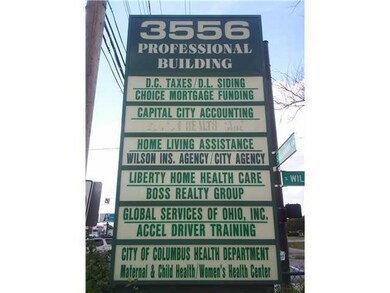 3556
PROFESSIONAL
BUILDING
D.C. TAXES/D.L. SIDING
CHOICE MORTGAGE FUNDING
CAPITAL CITY ACCOUNTING
HEALTH
HOME LIVING ASSISTANCE
WILSON INS. AGENCY/CITY AGENCY
LIBERTY HOME HEALTH CARE
BOSS REALTY GROUP
GLOBAL SERVICES OF OHIO, INC.
ACCEL DRIVER TRAINING
CITY OF COLUMBUS HEALTH DEPARTMENT
Maternal & Child Health/Women's Health Center
WIL